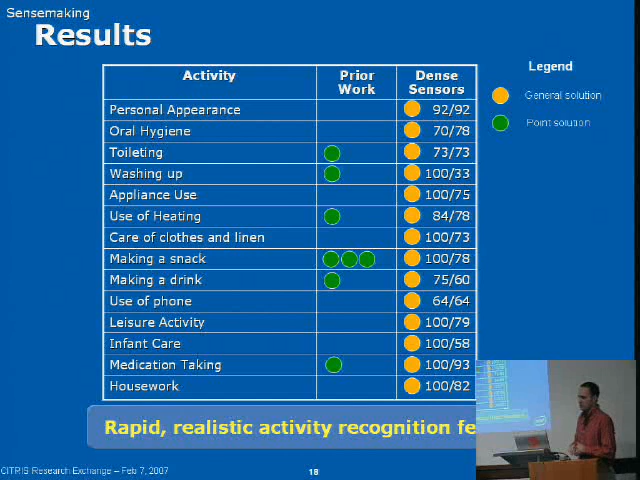 Sensemaking
Results
Activity Prior Work Dense Sensors
Personal Appearance 92/92
Oral Hygiene 70/78
Toileting 73/73
Washing up 100/33
Appliance Use 100/75
Use of Heating 84/78
Care of clothes and linen 100/73
Making a snack 100/78
Making a drink 75/60
Use of phone 64/64
Leisure Activity 100/79
Infant Care 100/58
Medication Taking 100/93
Housework 100/82
Legend
General solution
Point solution
Rapid, realistic activity recognition fe
CITRIS Research Exchange – Feb 7, 2007
18